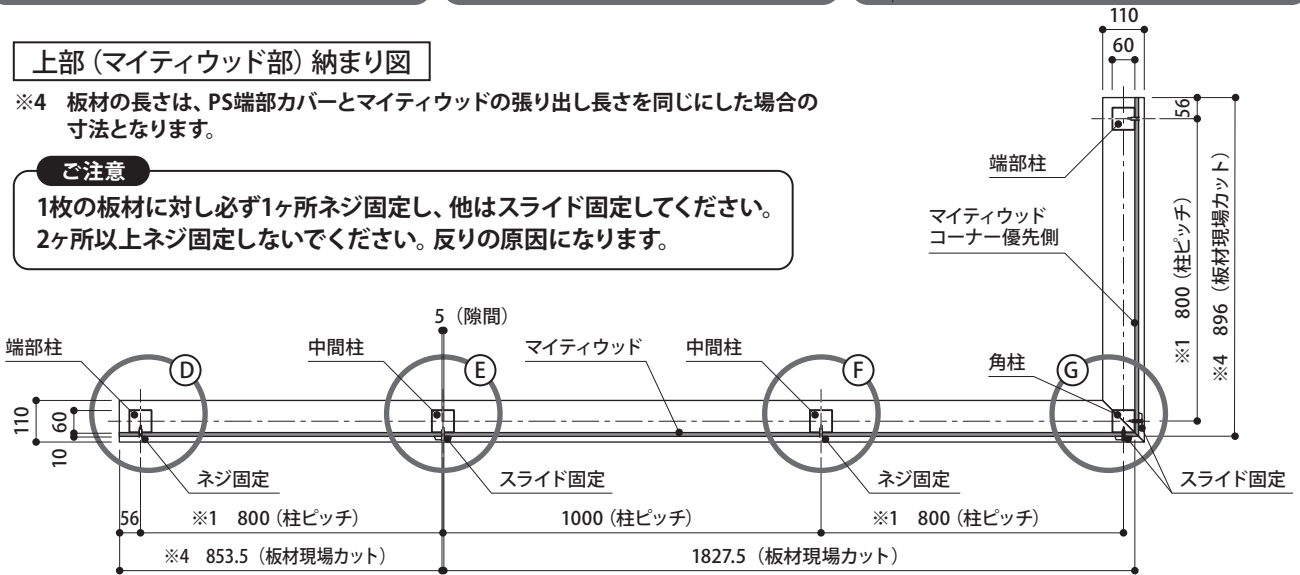 上部（マイティウッド部）納まり図
※4 板材の長さは、PS端部カバーとマイティウッドの張り出し長さを同じにした場合の
寸法となります。
ご注意
1枚の板材に対し必ず1ヶ所ネジ固定し、他はスライド固定してください。
2ヶ所以上ネジ固定しないでください。反りの原因になります。
110
60
56
端部柱
マイティウッド
コーナー優先側
※1 800（柱ピッチ）
※4 896（板材現場カット）
5（隙間）
端部柱
D
中間柱
E
マイティウッド
中間柱
F
角柱
G
110
60
10
ネジ固定
スライド固定
ネジ固定
スライド固定
56
※1 800（柱ピッチ）
1000（柱ピッチ）
※1 800（柱ピッチ）
※4 853.5（板材現場カット）
1827.5（板材現場カット）